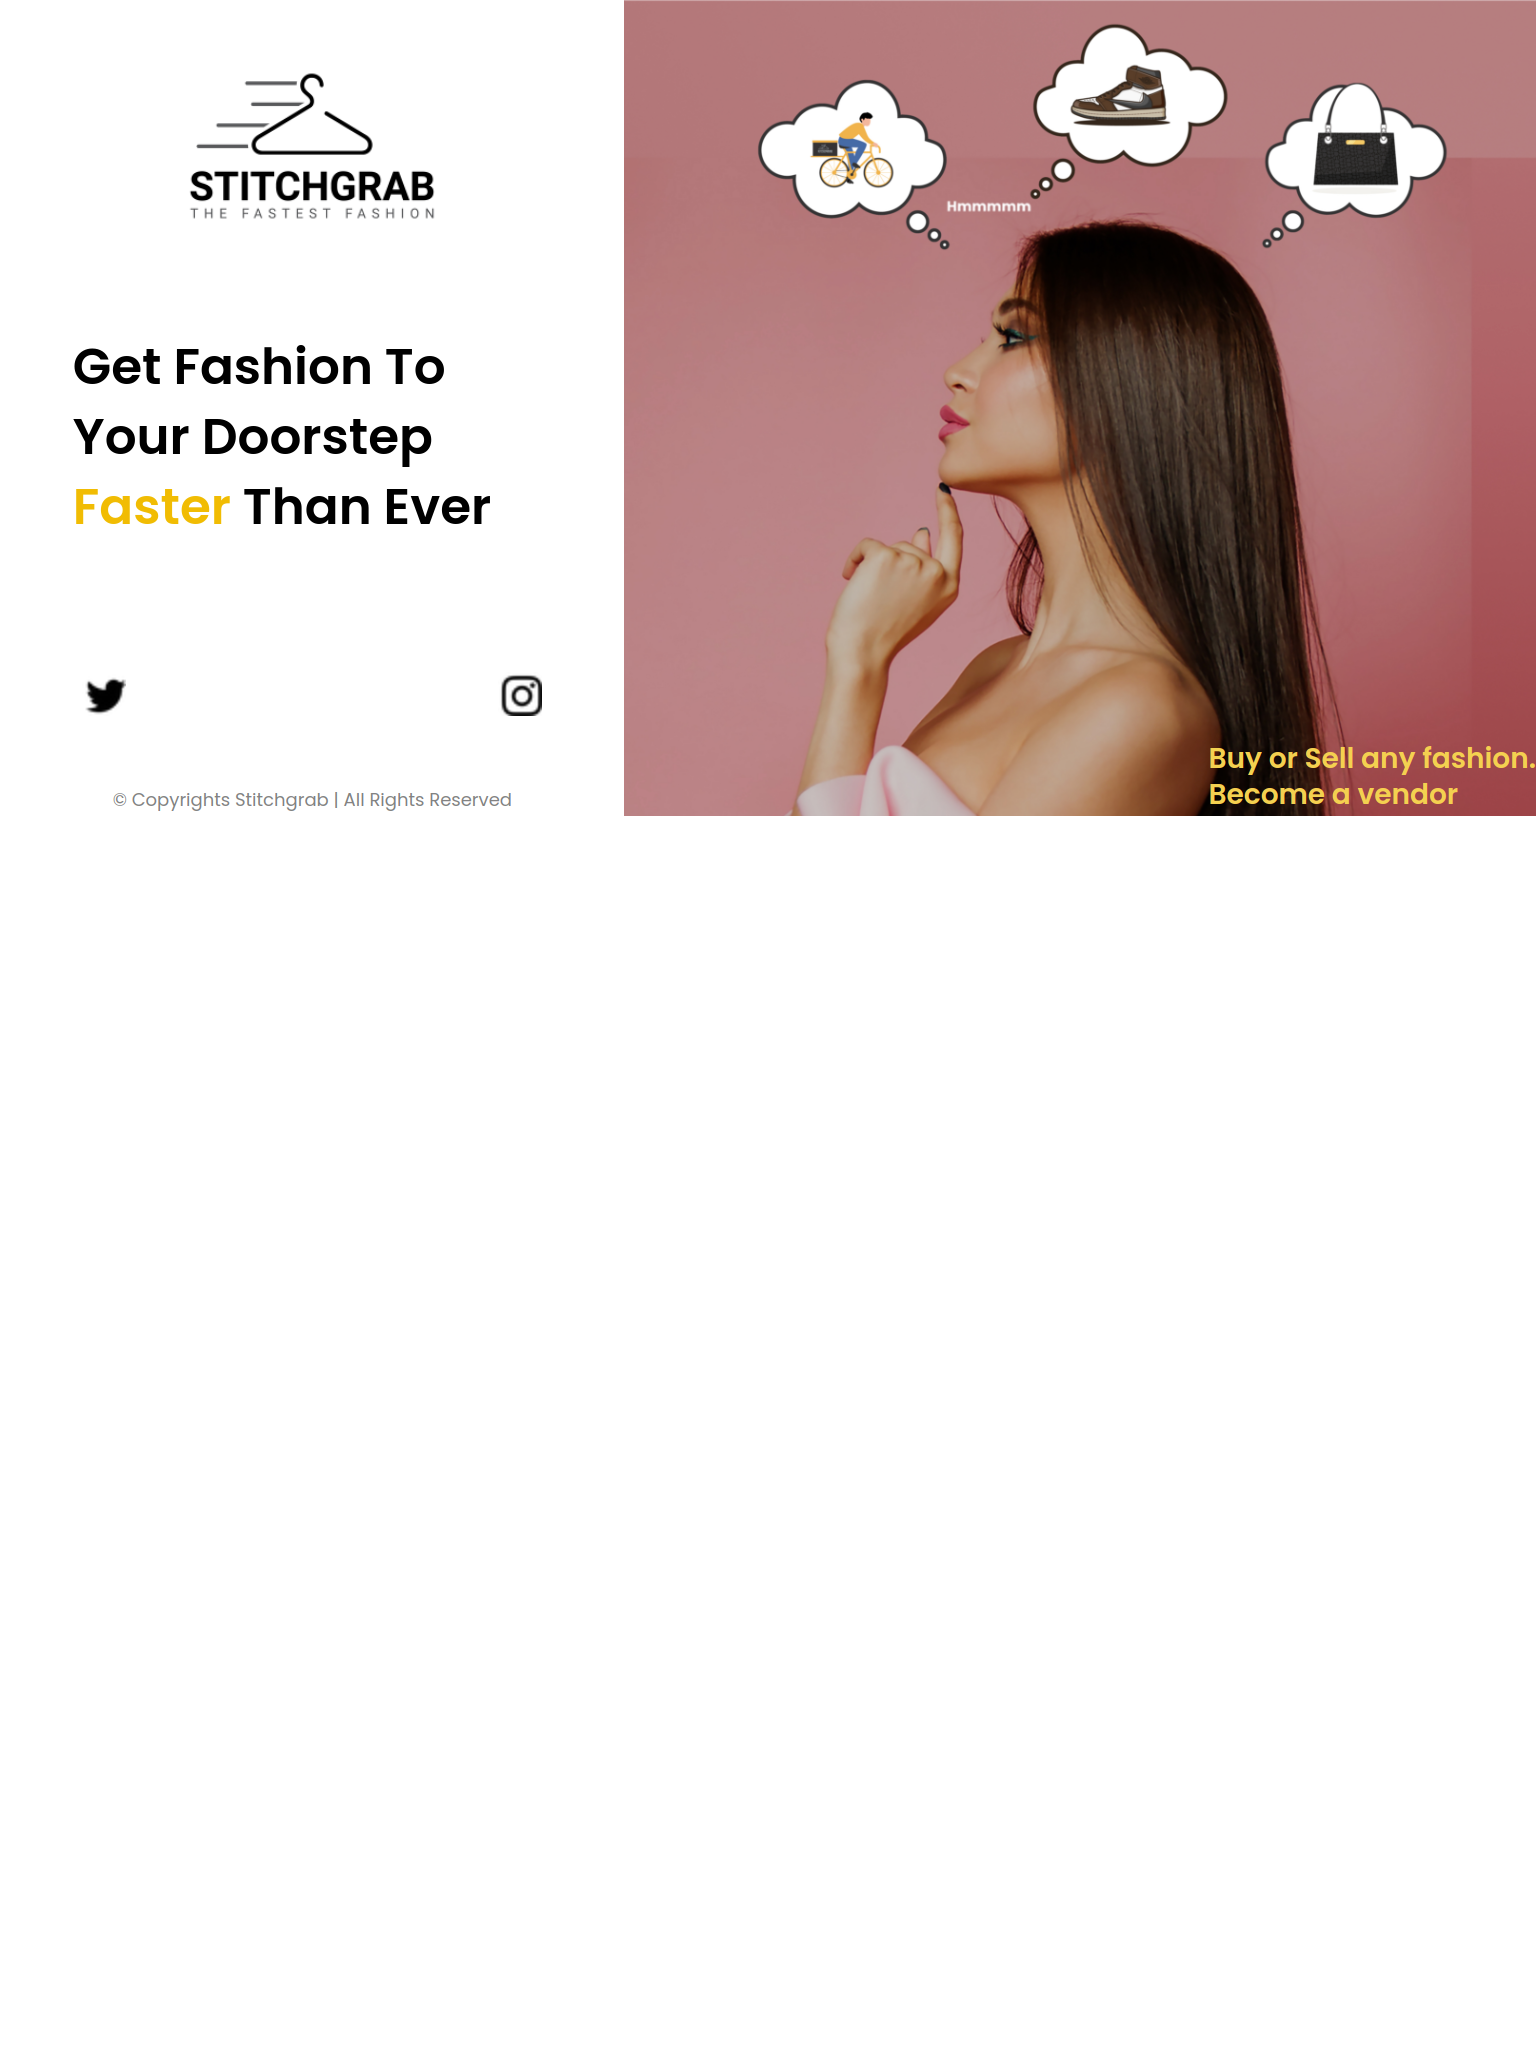 STITCHGRAB
THE FASTEST FASHION
Get Fashion To
Your Doorstep
Faster Than Ever
© Copyrights Stitchgrab | All Rights Reserved
Hmmmmm
Buy or Sell any fashion.
Become a vendor